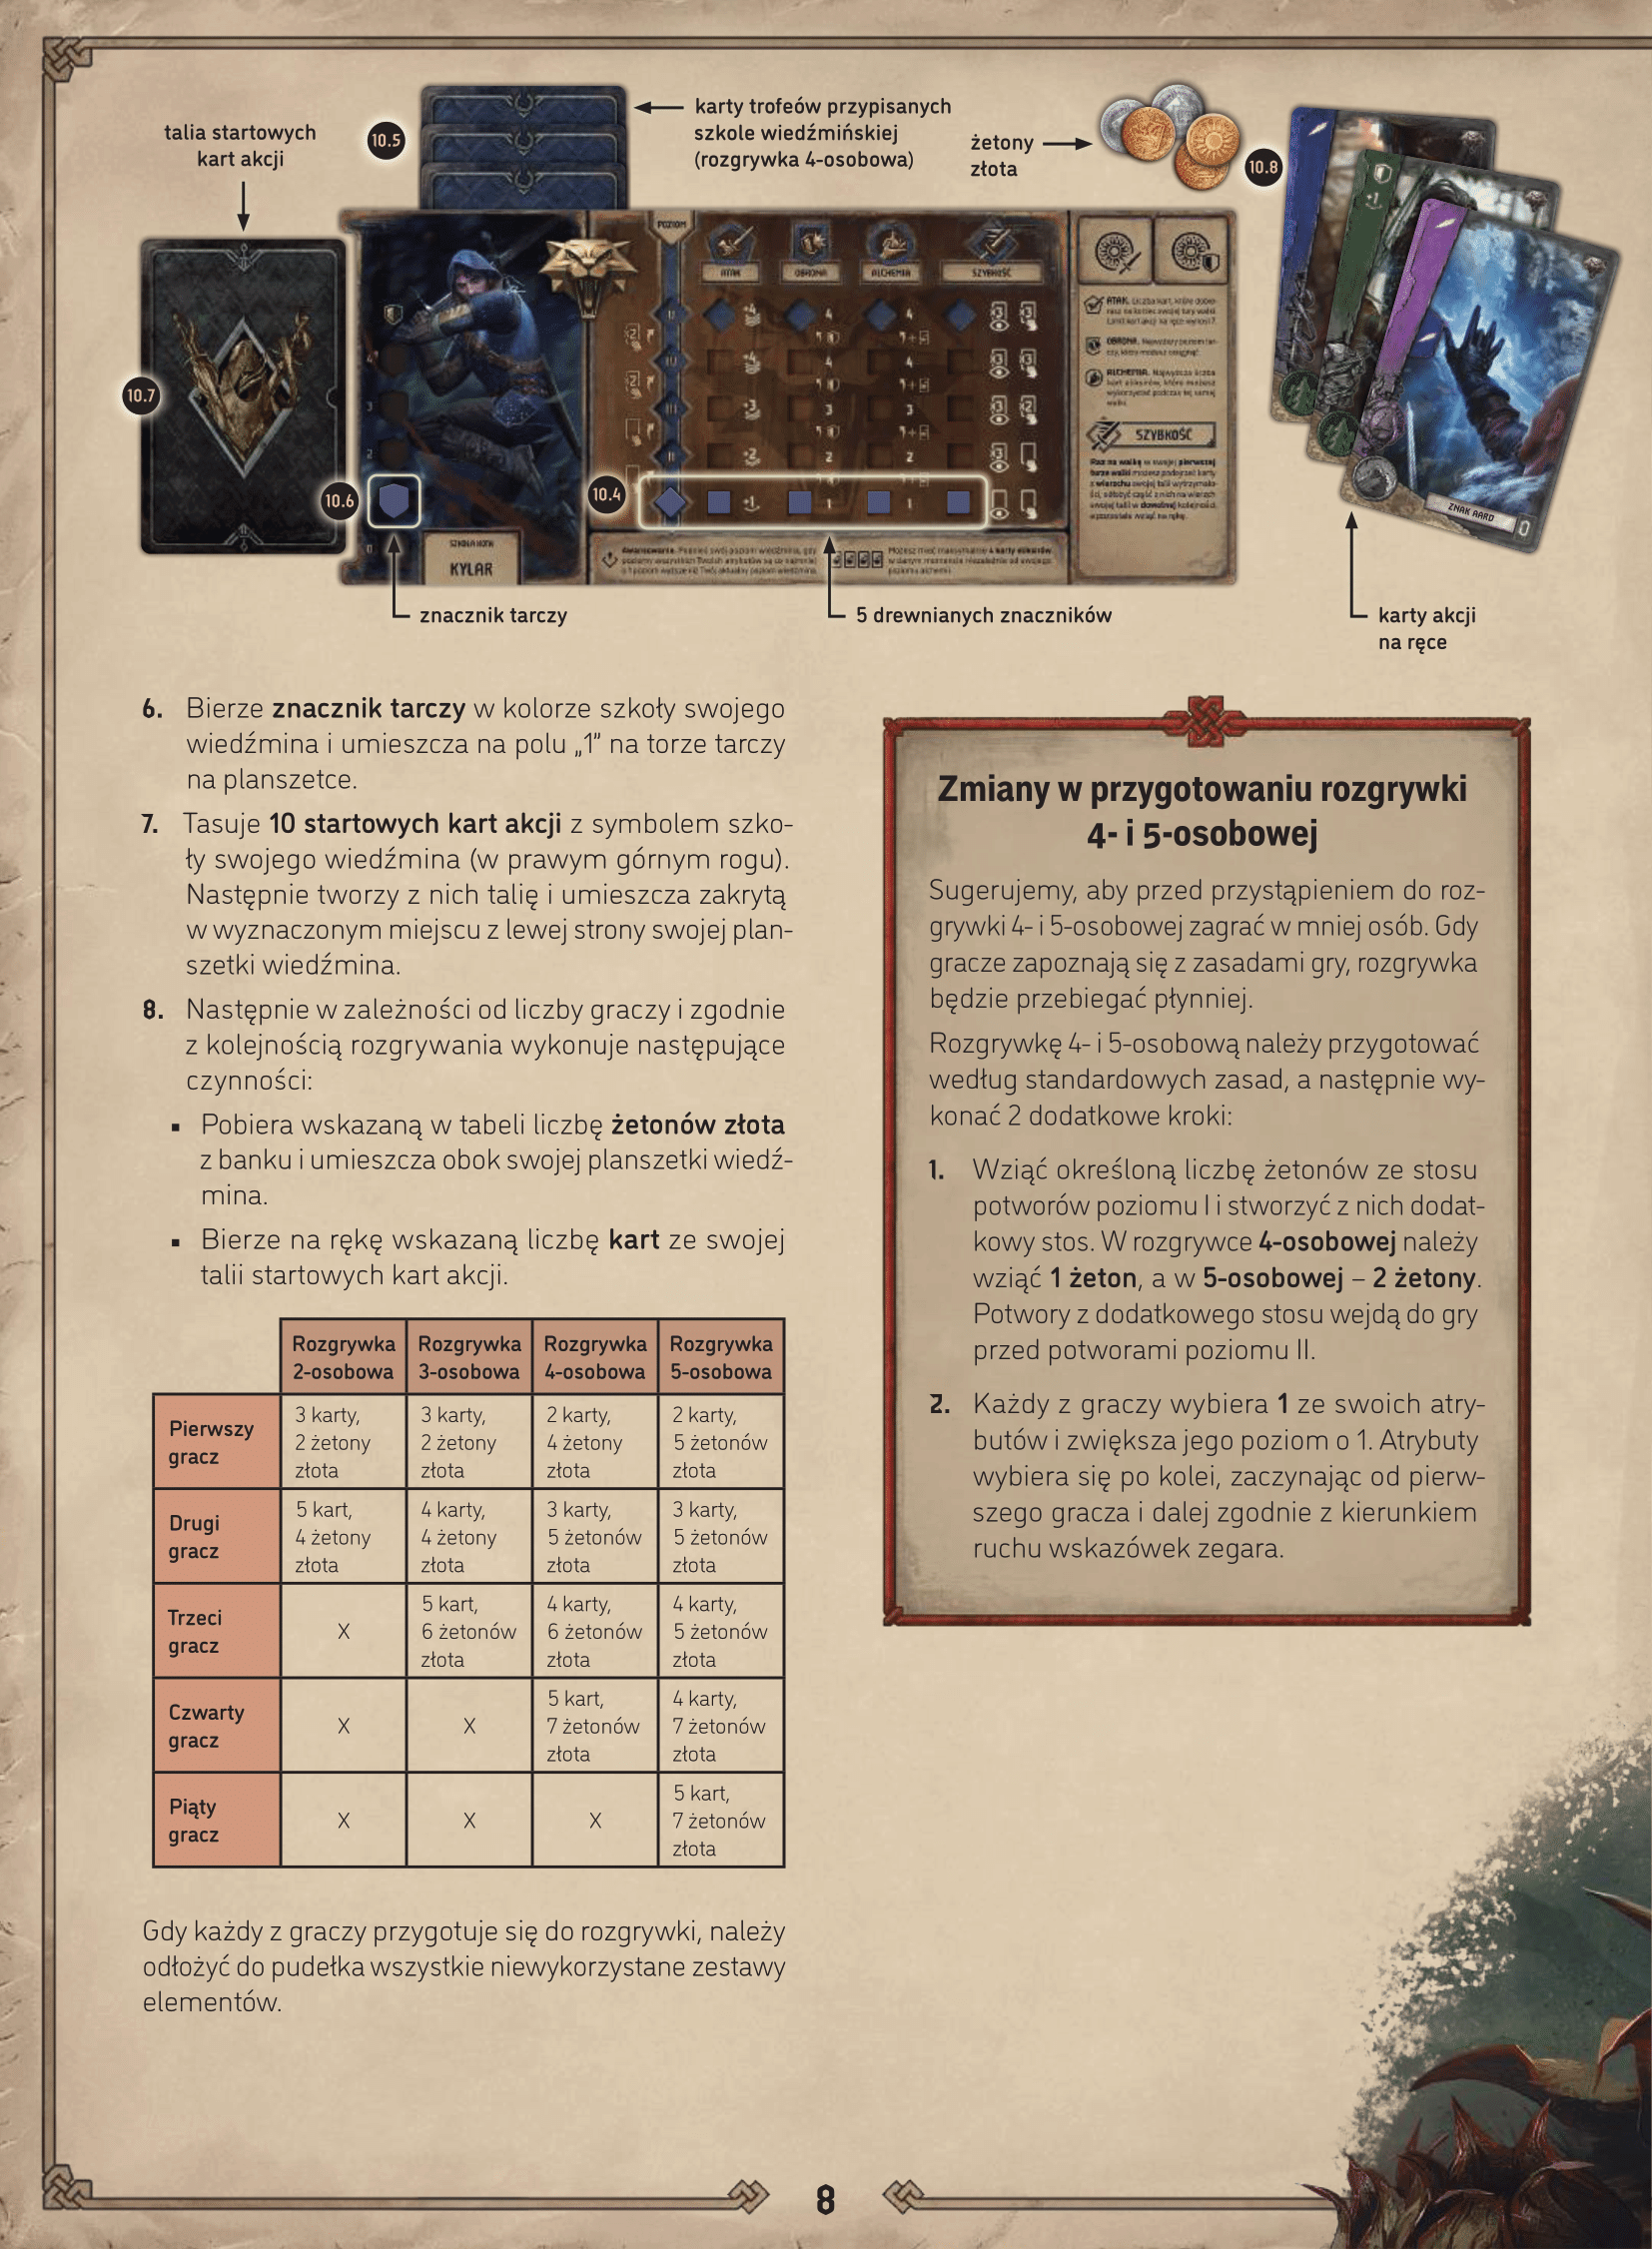 talia startowych
kart akcji
10.5
karty trofeów przypisanych
szkole wiedźmińskiej
(rozgrywka 4-osobowa)
żetony
złota
10.8
10.7
10.6
10.4
POZIOM
ATAK
OBRONA
ALCHEMIA
SZYBKOŚĆ
SZYBKOŚĆ
KYLAR
ZNAK AARD
0
znacznik tarczy
5 drewnianych znaczników
karty akcji
na ręce
6. Bierze znacznik tarczy w kolorze szkoły swojego
wiedźmina i umieszcza na polu „1” na torze tarczy
na planszetce.
7. Tasuje 10 startowych kart akcji z symbolem szko-
ły swojego wiedźmina (w prawym górnym rogu).
Następnie tworzy z nich talię i umieszcza zakrytą
w wyznaczonym miejscu z lewej strony swojej plan-
szetki wiedźmina.
8. Następnie w zależności od liczby graczy i zgodnie
z kolejnością rozgrywania wykonuje następujące
czynności:
▪ Pobiera wskazaną w tabeli liczbę żetonów złota
z banku i umieszcza obok swojej planszetki wiedź-
mina.
▪ Bierze na rękę wskazaną liczbę kart ze swojej
talii startowych kart akcji.
Rozgrywka Rozgrywka Rozgrywka Rozgrywka
2-osobowa 3-osobowa 4-osobowa 5-osobowa
Pierwszy
gracz
3 karty,
2 żetony
złota
3 karty,
2 żetony
złota
2 karty,
4 żetony
złota
2 karty,
5 żetonów
złota
Drugi
gracz
5 kart,
4 żetony
złota
4 karty,
4 żetony
złota
3 karty,
5 żetonów
złota
3 karty,
5 żetonów
złota
Trzeci
gracz
X
5 kart,
6 żetonów
złota
4 karty,
6 żetonów
złota
4 karty,
5 żetonów
złota
Czwarty
gracz
X
X
5 kart,
7 żetonów
złota
4 karty,
7 żetonów
złota
Piąty
gracz
X
X
X
5 kart,
7 żetonów
złota
Gdy każdy z graczy przygotuje się do rozgrywki, należy
odłożyć do pudełka wszystkie niewykorzystane zestawy
elementów.
Zmiany w przygotowaniu rozgrywki
4- i 5-osobowej
Sugerujemy, aby przed przystąpieniem do roz-
grywki 4- i 5-osobowej zagrać w mniej osób. Gdy
gracze zapoznają się z zasadami gry, rozgrywka
będzie przebiegać płynniej.
Rozgrywkę 4- i 5-osobową należy przygotować
według standardowych zasad, a następnie wy-
konać 2 dodatkowe kroki:
1. Wziąć określoną liczbę żetonów ze stosu
potworów poziomu I i stworzyć z nich dodat-
kowy stos. W rozgrywce 4-osobowej należy
wziąć 1 żeton, a w 5-osobowej – 2 żetony.
Potwory z dodatkowego stosu wejdą do gry
przed potworami poziomu II.
2. Każdy z graczy wybiera 1 ze swoich atry-
butów i zwiększa jego poziom o 1. Atrybuty
wybiera się po kolei, zaczynając od pierw-
szego gracza i dalej zgodnie z kierunkiem
ruchu wskazówek zegara.
8